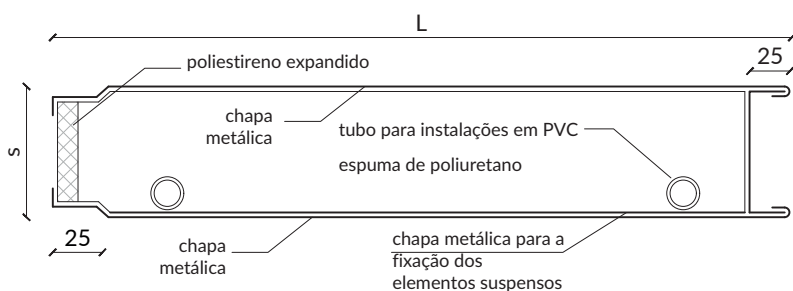 L
25
poliestireno expandido
chapa
metálica
tubo para instalações em PVC
espuma de poliuretano
s
25
chapa
metálica
chapa metálica para a
fixação dos
elementos suspensos